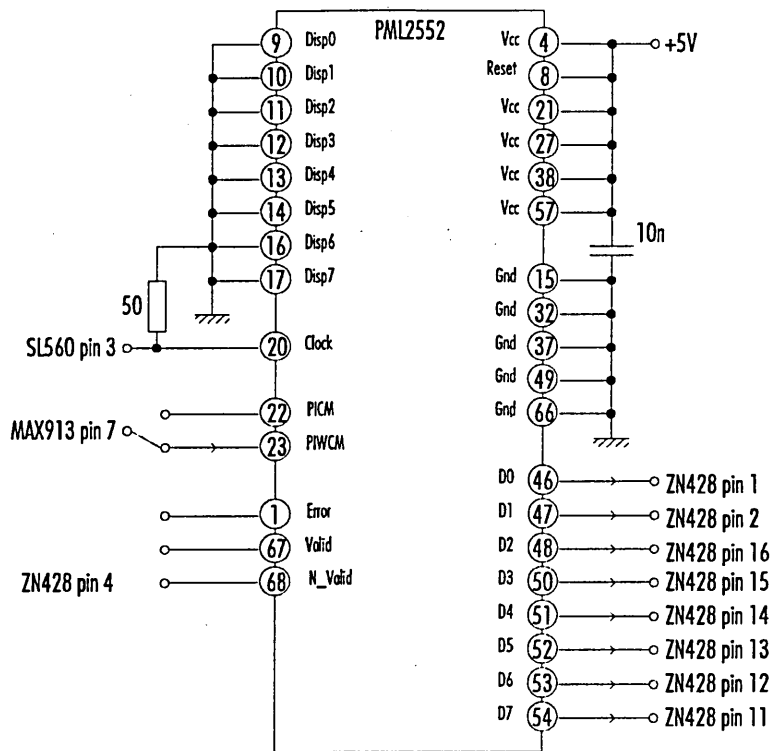 PML2552
9 Disp0
10 Disp1
11 Disp2
12 Disp3
13 Disp4
14 Disp5
16 Disp6
17 Disp7
50
SL560 pin 3
20 Clock
22 PICM
MAX913 pin 7
23 PIWCM
1 Error
67 Valid
ZN428 pin 4
68 N_Valid
Vcc 4 +5V
Reset 8
Vcc 21
Vcc 27
Vcc 38
Vcc 57
10n
Gnd 15
Gnd 32
Gnd 37
Gnd 49
Gnd 66
D0 46 ZN428 pin 1
D1 47 ZN428 pin 2
D2 48 ZN428 pin 16
D3 50 ZN428 pin 15
D4 51 ZN428 pin 14
D5 52 ZN428 pin 13
D6 53 ZN428 pin 12
D7 54 ZN428 pin 11